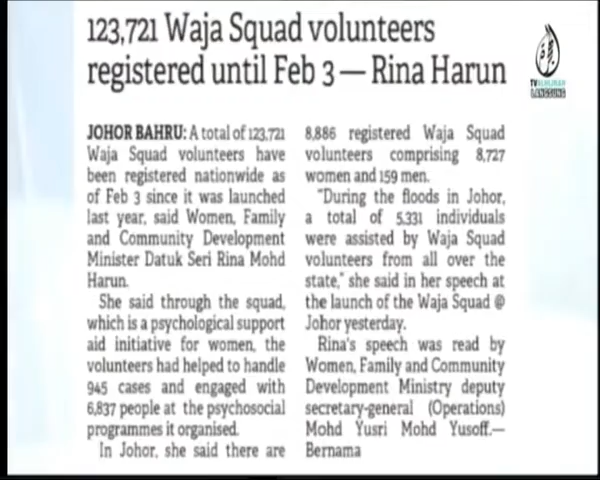 123,721 Waja Squad volunteers
registered until Feb 3 — Rina Harun
JOHOR BAHRU: A total of 123,721
Waja Squad volunteers have
been registered nationwide as
of Feb 3 since it was launched
last year, said Women, Family
and Community Development
Minister Datuk Seri Rina Mohd
Harun.
She said through the squad,
which is a psychological support
aid initiative for women, the
volunteers had helped to handle
945 cases and engaged with
6,837 people at the psychosocial
programmes it organised.
In Johor, she said there are
8,886 registered Waja Squad
volunteers comprising 8,727
women and 159 men.
"During the floods in Johor,
a total of 5,331 individuals
were assisted by Waja Squad
volunteers from all over the
state," she said in her speech at
the launch of the Waja Squad @
Johor yesterday.
Rina's speech was read by
Women, Family and Community
Development Ministry deputy
secretary-general (Operations)
Mohd Yusri Mohd Yusoff.—
Bernama
LANGSUNG